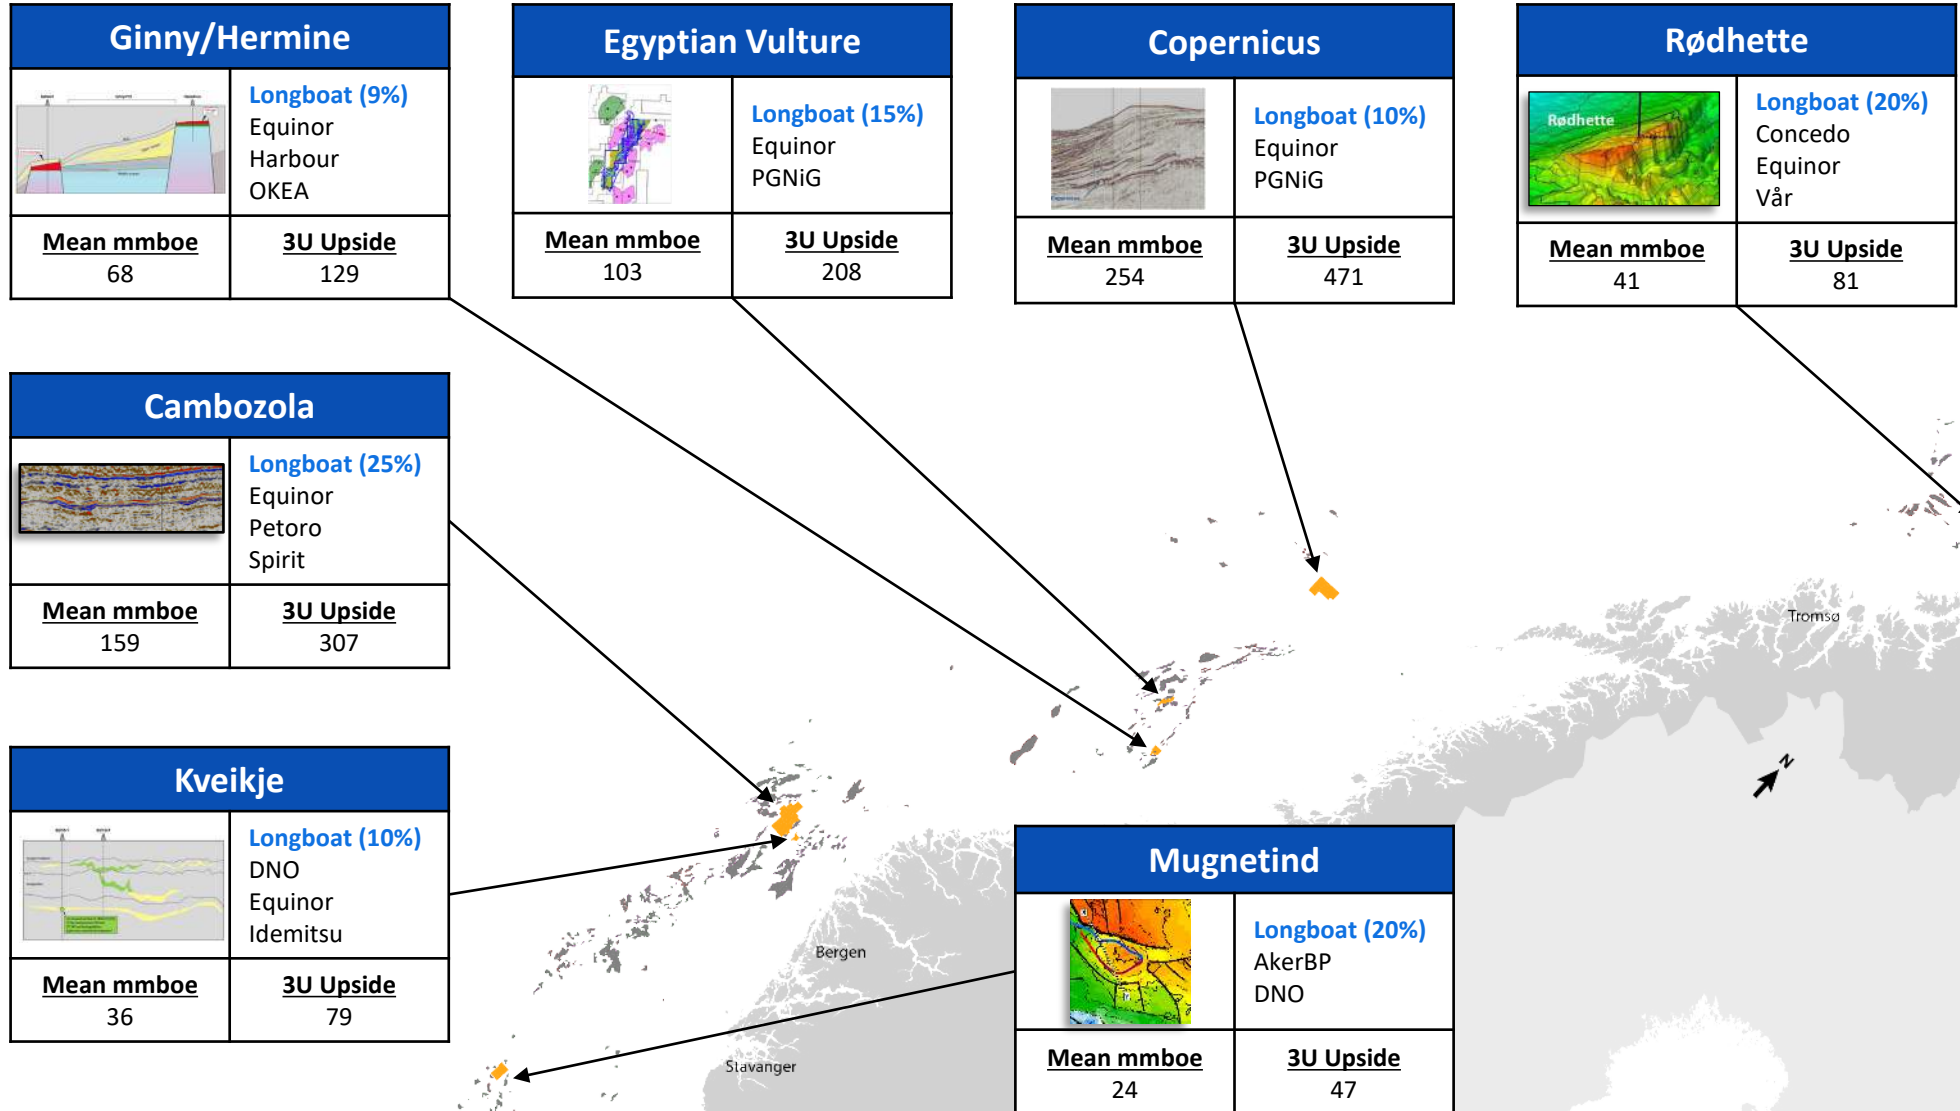 Ginny/Hermine
Longboat (9%)
Equinor
Harbour
OKEA
Mean mmboe
68
3U Upside
129
Egyptian Vulture
Longboat (15%)
Equinor
PGNiG
Mean mmboe
103
3U Upside
208
Copernicus
Longboat (10%)
Equinor
PGNiG
Mean mmboe
254
3U Upside
471
Rødhette
Rødhette
Longboat (20%)
Concedo
Equinor
Vår
Mean mmboe
41
3U Upside
81
Cambozola
Longboat (25%)
Equinor
Petoro
Spirit
Mean mmboe
159
3U Upside
307
Kveikje
Longboat (10%)
DNO
Equinor
Idemitsu
Mean mmboe
36
3U Upside
79
Mugnetind
Longboat (20%)
AkerBP
DNO
Mean mmboe
24
3U Upside
47
Tromsø
N
Bergen
Stavanger